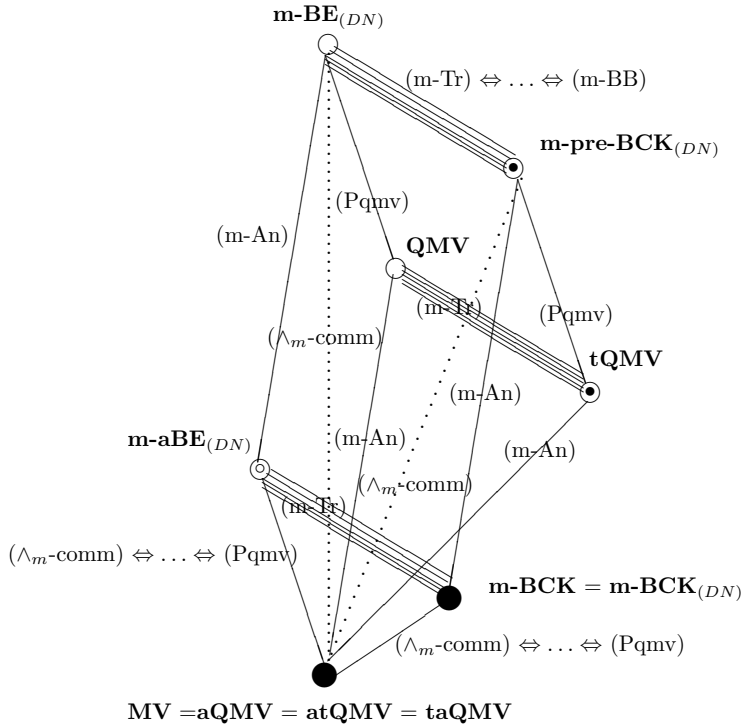 m-BE(DN)
(m-Tr) ⇔ … ⇔ (m-BB)
m-pre-BCK(DN)
(Pqmv)
(m-An)
QMV
(m-Tr)
(Pqmv)
(∧m-comm)
tQMV
(m-An)
m-aBE(DN)
(m-An)
(m-An)
(∧m-comm)
(m-Tr)
(∧m-comm) ⇔ … ⇔ (Pqmv)
m-BCK = m-BCK(DN)
(∧m-comm) ⇔ … ⇔ (Pqmv)
MV =aQMV = atQMV = taQMV